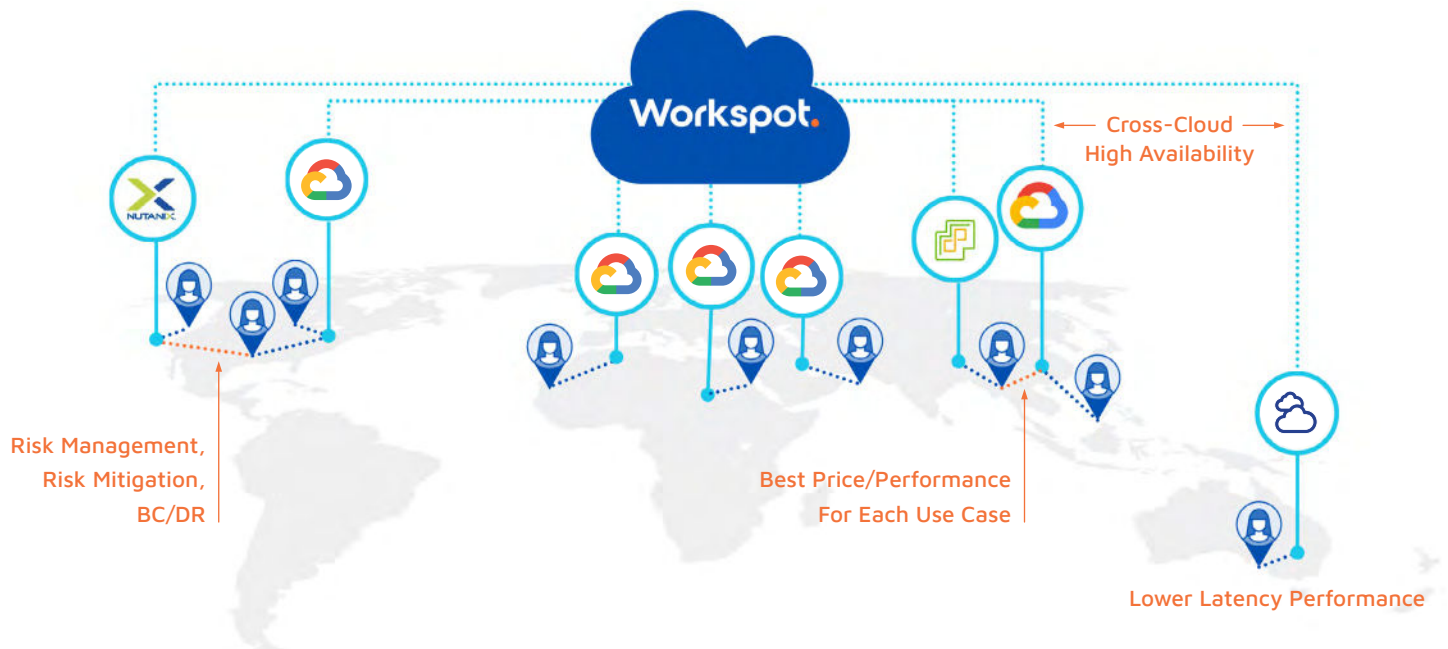 Workspot.
Cross-Cloud
High Availability
NUTANIX
Risk Management,
Risk Mitigation,
BC/DR
Best Price/Performance
For Each Use Case
Lower Latency Performance